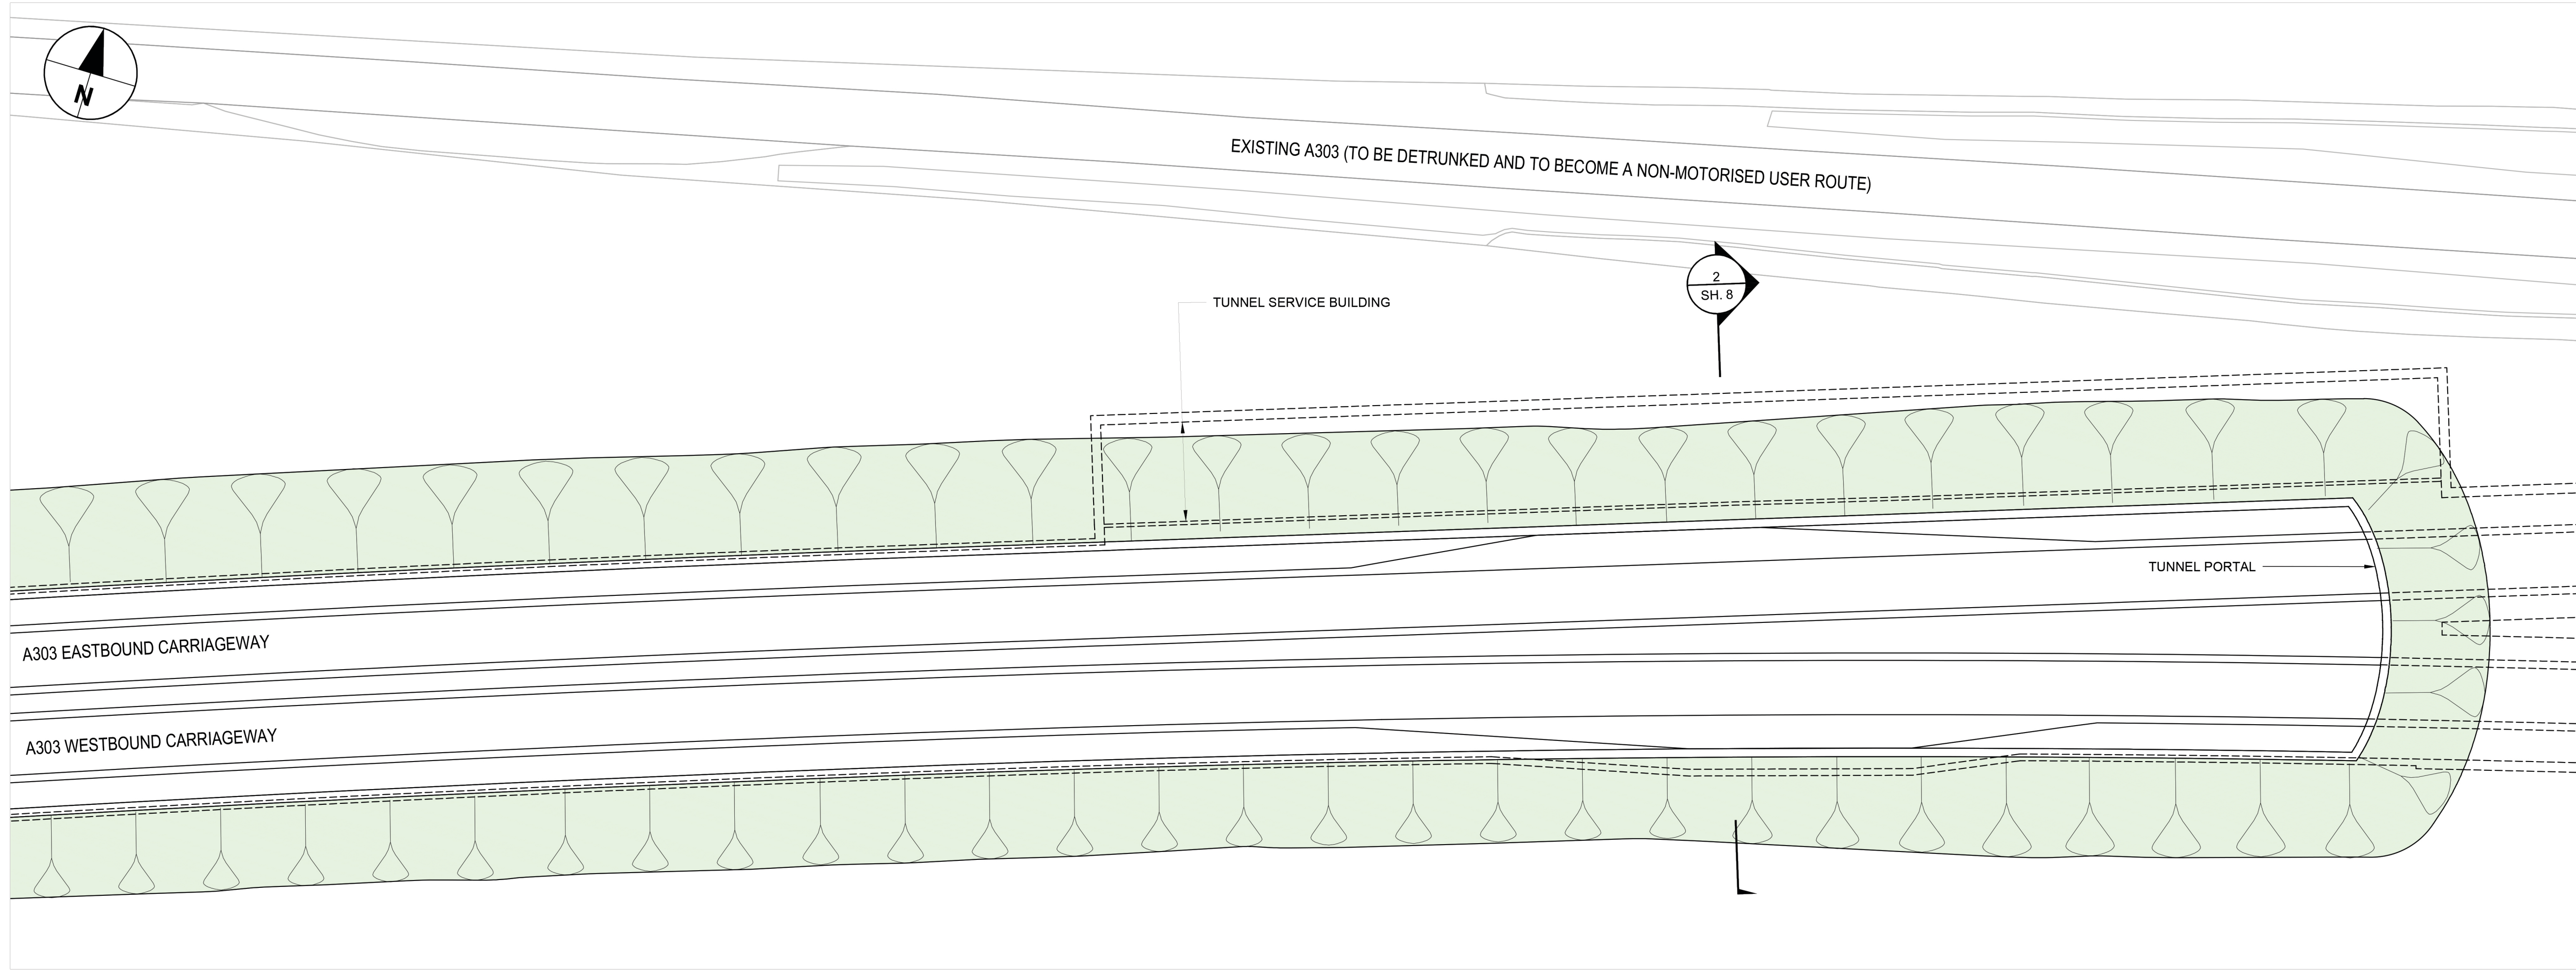 N
EXISTING A303 (TO BE DETRUNKED AND TO BECOME A NON-MOTORISED USER ROUTE)
2
SH. 8
TUNNEL SERVICE BUILDING
TUNNEL PORTAL
A303 EASTBOUND CARRIAGEWAY
A303 WESTBOUND CARRIAGEWAY